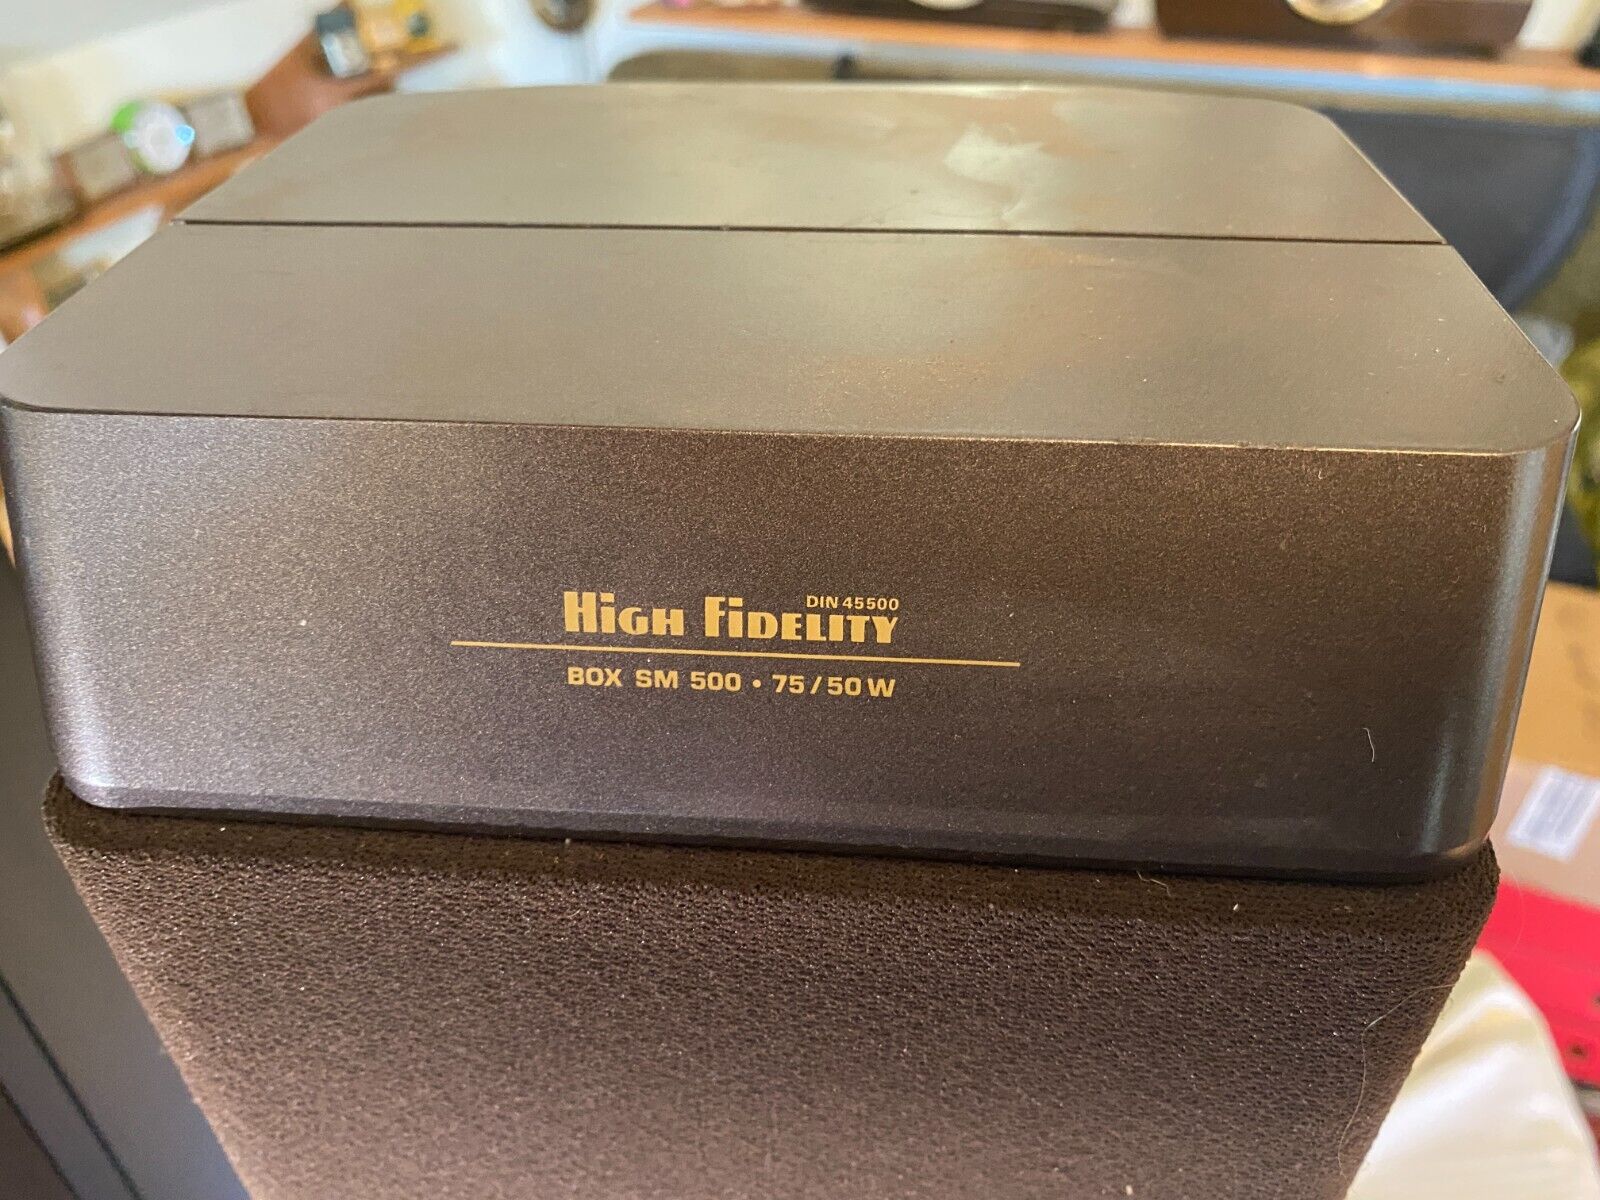 DIN 45500
HiGH FiDELITY
BOX SM 500 • 75/50 W